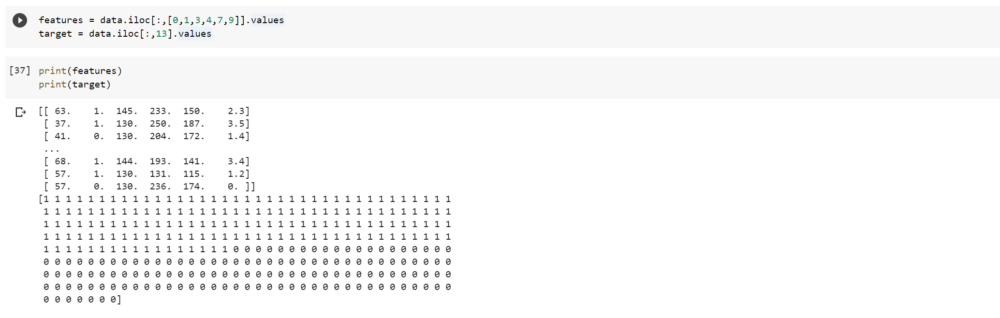 features = data.iloc[:,[0,1,3,4,7,9]].values
target = data.iloc[:,13].values
[37] print(features)
print(target)
[[ 63.    1.  145.  233.  150.    2.3]
[ 37.    1.  130.  250.  187.    3.5]
[ 41.    0.  130.  204.  172.    1.4]
...
[ 68.    1.  144.  193.  141.    3.4]
[ 57.    1.  130.  131.  115.    1.2]
[ 57.    0.  130.  236.  174.    0. ]]
[1 1 1 1 1 1 1 1 1 1 1 1 1 1 1 1 1 1 1 1 1 1 1 1 1 1 1 1 1 1 1 1 1 1 1 1 1
1 1 1 1 1 1 1 1 1 1 1 1 1 1 1 1 1 1 1 1 1 1 1 1 1 1 1 1 1 1 1 1 1 1 1 1 1
1 1 1 1 1 1 1 1 1 1 1 1 1 1 1 1 1 1 1 1 1 1 1 1 1 1 1 1 1 1 1 1 1 1 1 1 1
1 1 1 1 1 1 1 1 1 1 1 1 1 1 1 1 1 1 1 1 1 1 1 1 1 1 1 1 1 1 1 1 1 1 1 1 1
1 1 1 1 1 1 1 1 1 1 1 1 1 1 1 1 1 0 0 0 0 0 0 0 0 0 0 0 0 0 0 0 0 0 0 0 0
0 0 0 0 0 0 0 0 0 0 0 0 0 0 0 0 0 0 0 0 0 0 0 0 0 0 0 0 0 0 0 0 0 0 0 0 0
0 0 0 0 0 0 0 0 0 0 0 0 0 0 0 0 0 0 0 0 0 0 0 0 0 0 0 0 0 0 0 0 0 0 0 0 0
0 0 0 0 0 0 0 0 0 0 0 0 0 0 0 0 0 0 0 0 0 0 0 0 0 0 0 0 0 0 0 0 0 0 0 0 0
0 0 0 0 0 0 0]